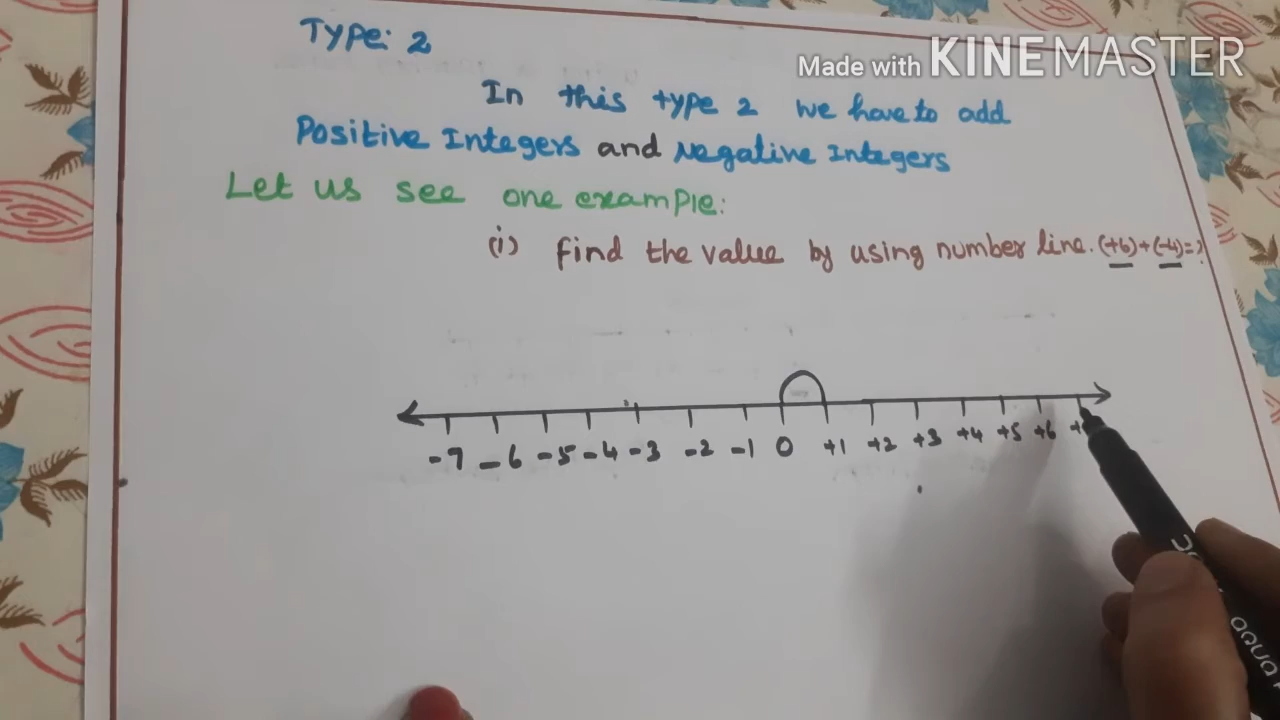 Made with KINEMASTER
Type: 2
In this type 2 we have to add
Positive Integers and Negative Integers
Let us see one example:
(i) Find the value by using number line. (+6)+(-4)=?
-7 -6 -5 -4 -3 -2 -1 0 +1 +2 +3 +4 +5 +6